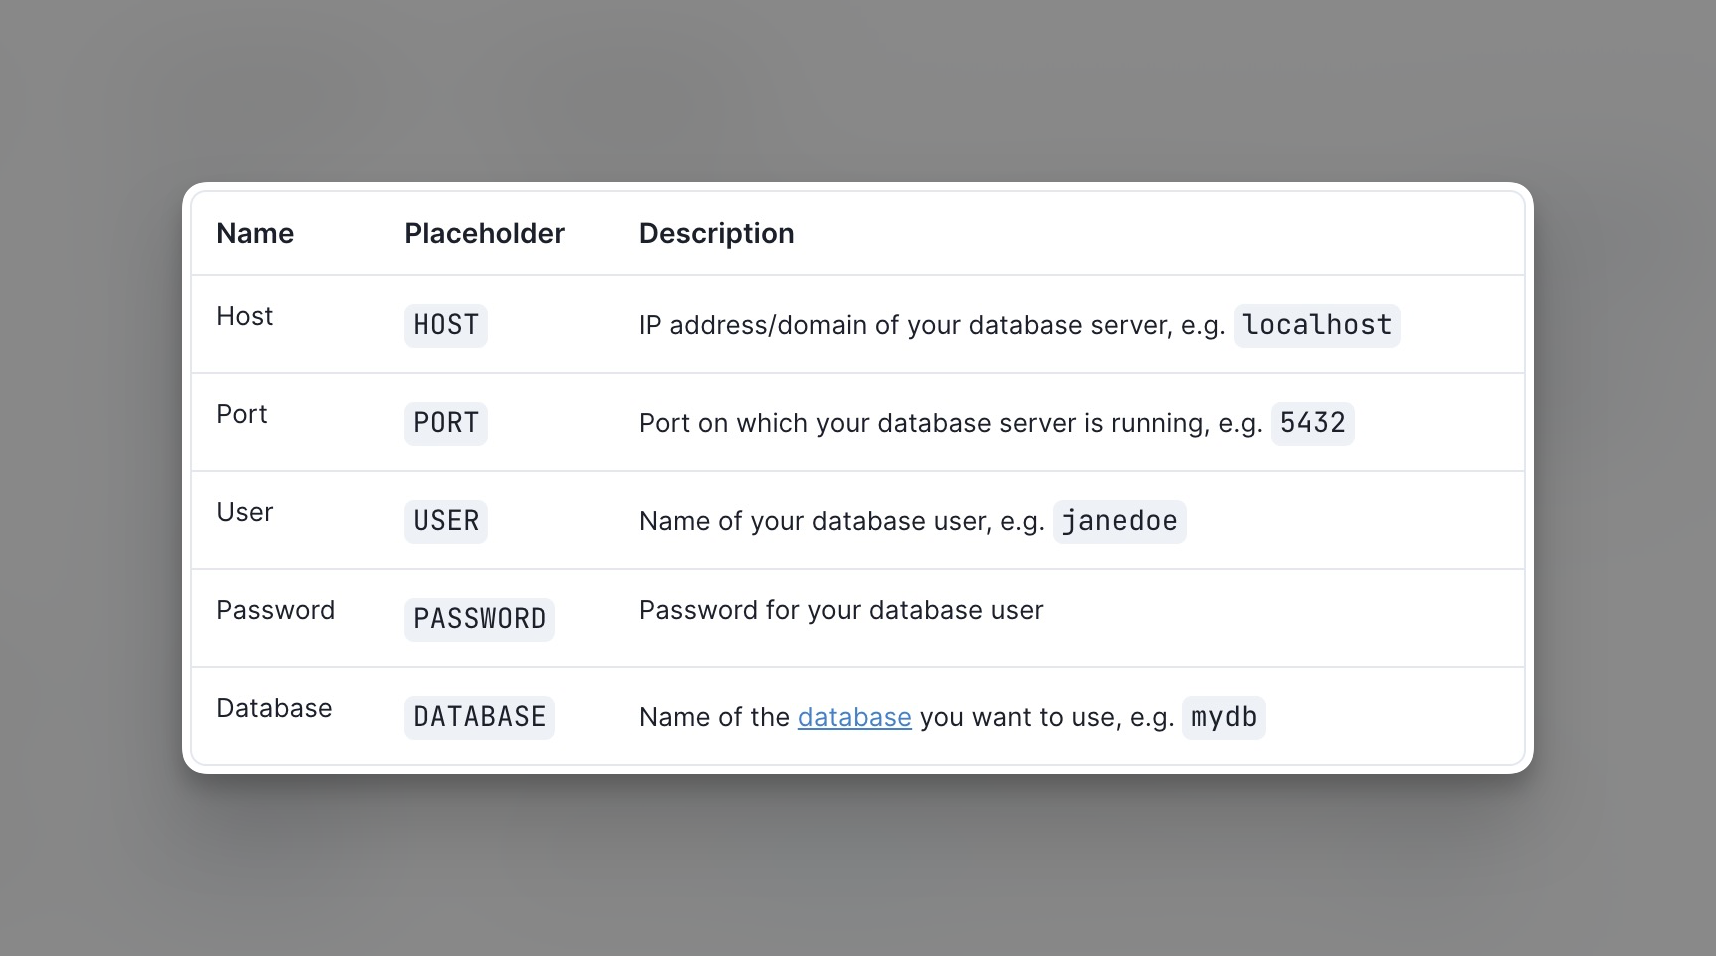 Name Placeholder Description
Host HOST IP address/domain of your database server, e.g. localhost
Port PORT Port on which your database server is running, e.g. 5432
User USER Name of your database user, e.g. janedoe
Password PASSWORD Password for your database user
Database DATABASE Name of the database you want to use, e.g. mydb